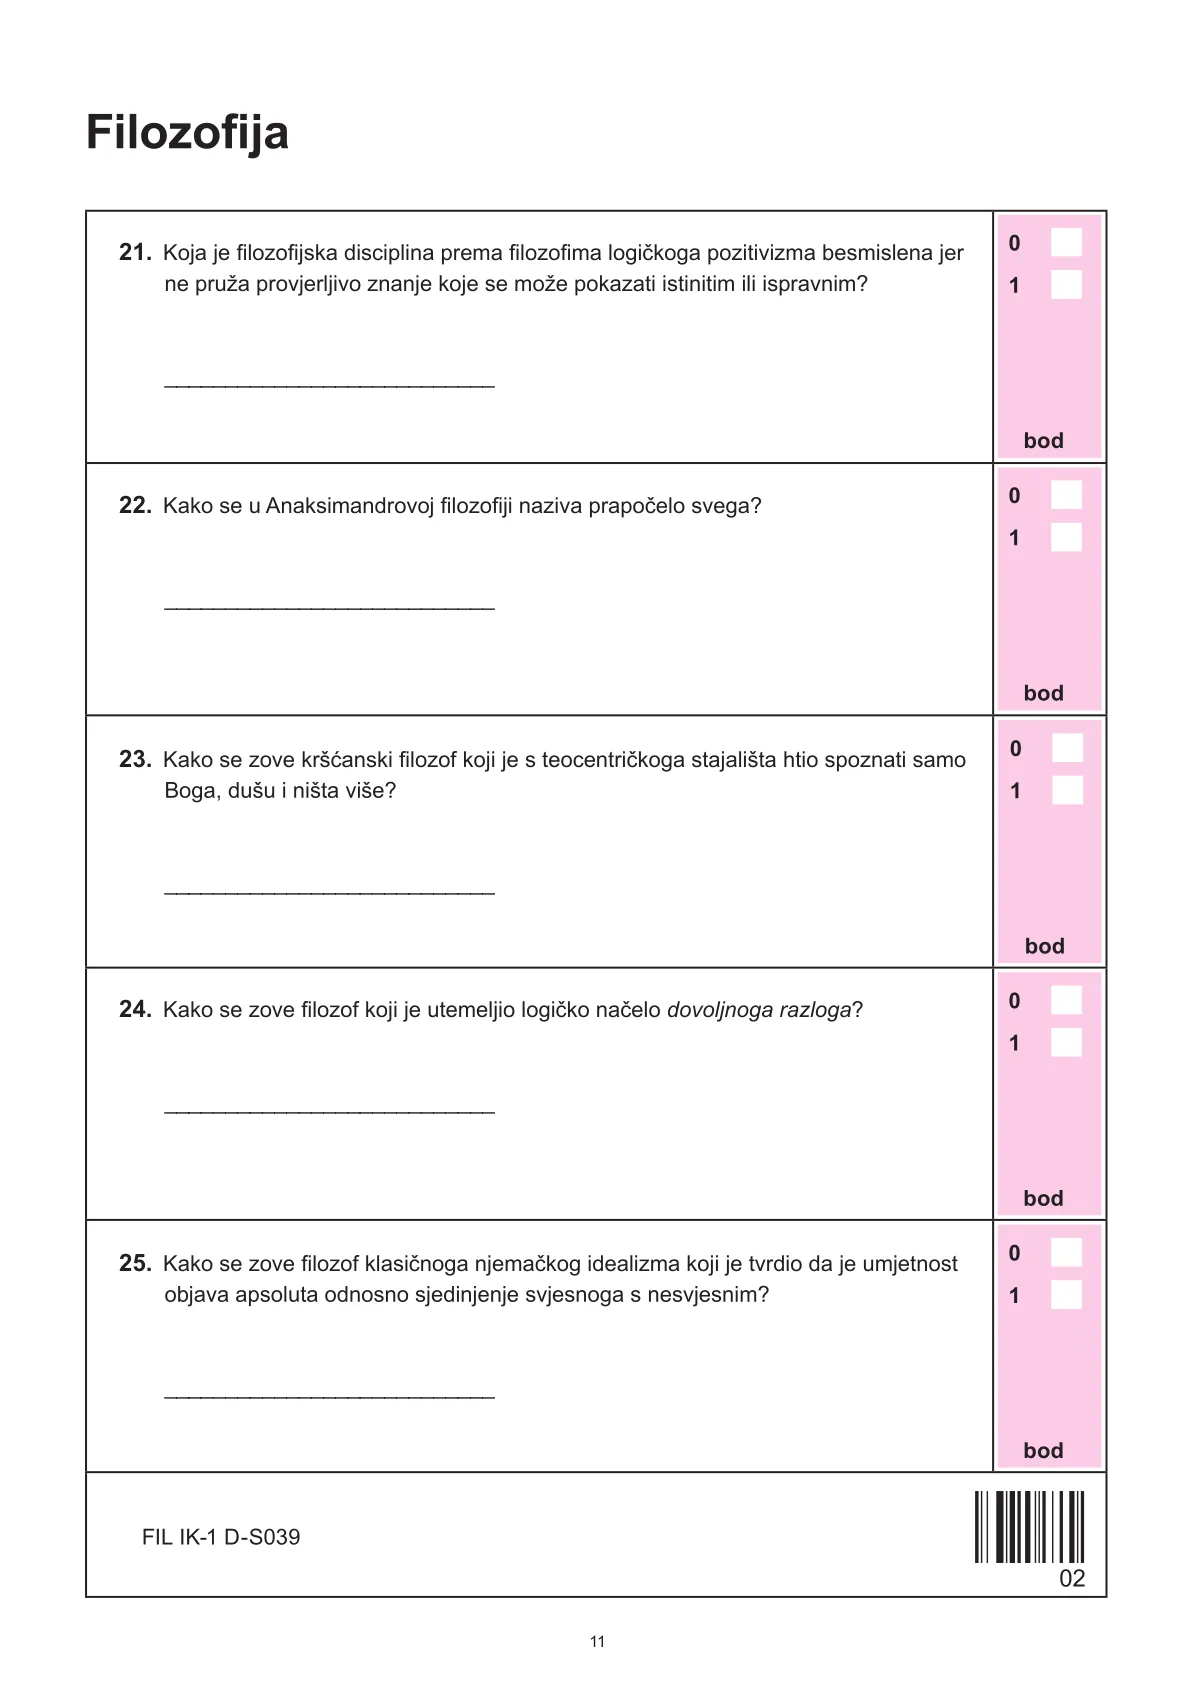 Filozofija
21. Koja je filozofijska disciplina prema filozofima logičkoga pozitivizma besmislena jer
ne pruža provjerljivo znanje koje se može pokazati istinitim ili ispravnim?
0
1
___________________________
bod
22. Kako se u Anaksimandrovoj filozofiji naziva prapočelo svega?
0
1
___________________________
bod
23. Kako se zove kršćanski filozof koji je s teocentričkoga stajališta htio spoznati samo
Boga, dušu i ništa više?
0
1
___________________________
bod
24. Kako se zove filozof koji je utemeljio logičko načelo dovoljnoga razloga?
0
1
___________________________
bod
25. Kako se zove filozof klasičnoga njemačkog idealizma koji je tvrdio da je umjetnost
objava apsoluta odnosno sjedinjenje svjesnoga s nesvjesnim?
0
1
___________________________
bod
FIL IK-1 D-S039
02
11